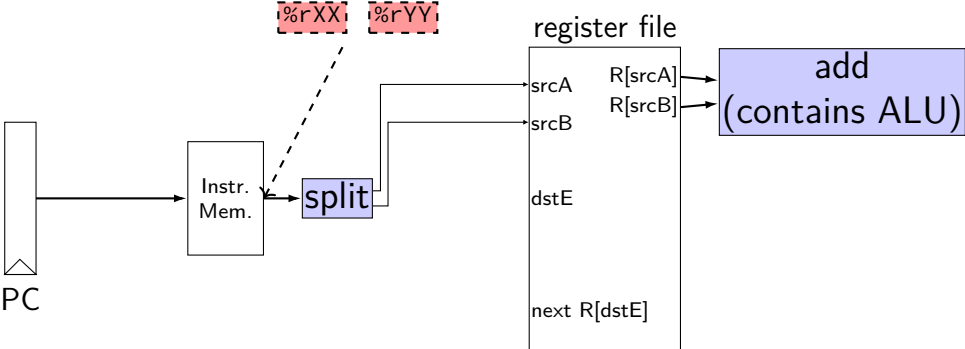 %rXX %rYY
register file
add
(contains ALU)
R[srcA]
srcA
R[srcB]
srcB
Instr.
Mem.
split
dstE
PC
next R[dstE]